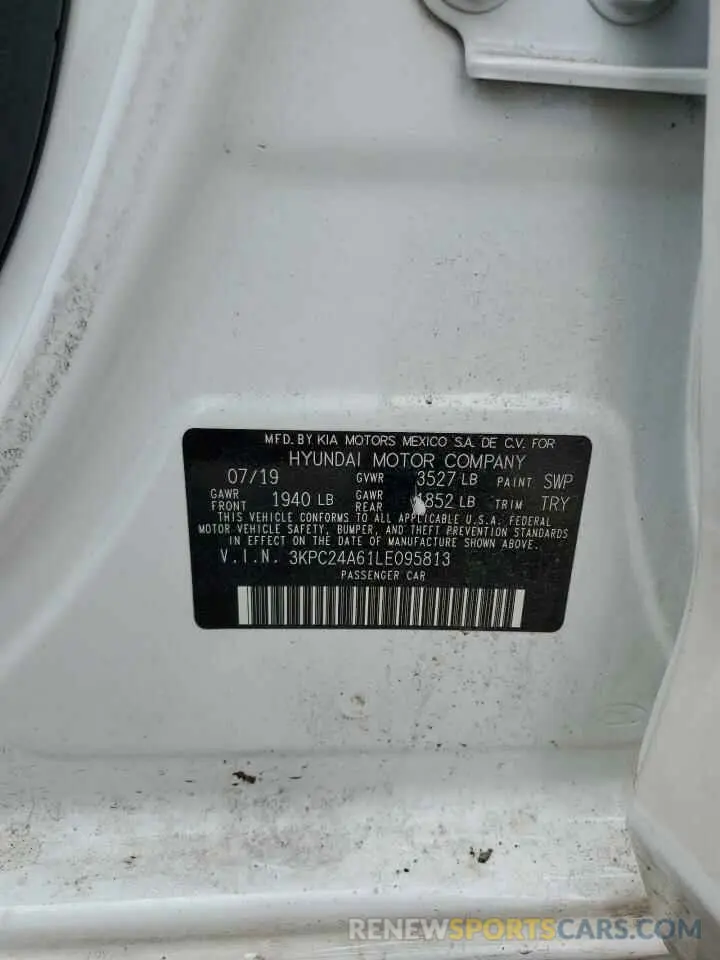 MFD. BY KIA MOTORS MEXICO S.A. DE C.V. FOR
HYUNDAI MOTOR COMPANY
07/19 GVWR 3527 LB PAINT SWP
GAWR FRONT 1940 LB GAWR REAR 1852 LB TRIM TRY
THIS VEHICLE CONFORMS TO ALL APPLICABLE U.S.A. FEDERAL
MOTOR VEHICLE SAFETY, BUMPER, AND THEFT PREVENTION STANDARDS
IN EFFECT ON THE DATE OF MANUFACTURE SHOWN ABOVE.
V.I.N. 3KPC24A61LE095813
PASSENGER CAR
RENEWSPORTSCARS.COM